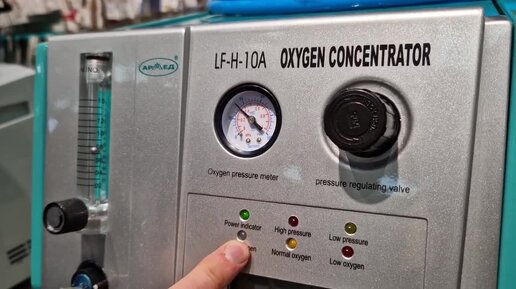 АРМЕД
LF-H-10A OXYGEN CONCENTRATOR
Oxygen pressure meter
pressure regulating valve
Power indicator
High pressure
Low pressure
Normal oxygen
Low oxygen